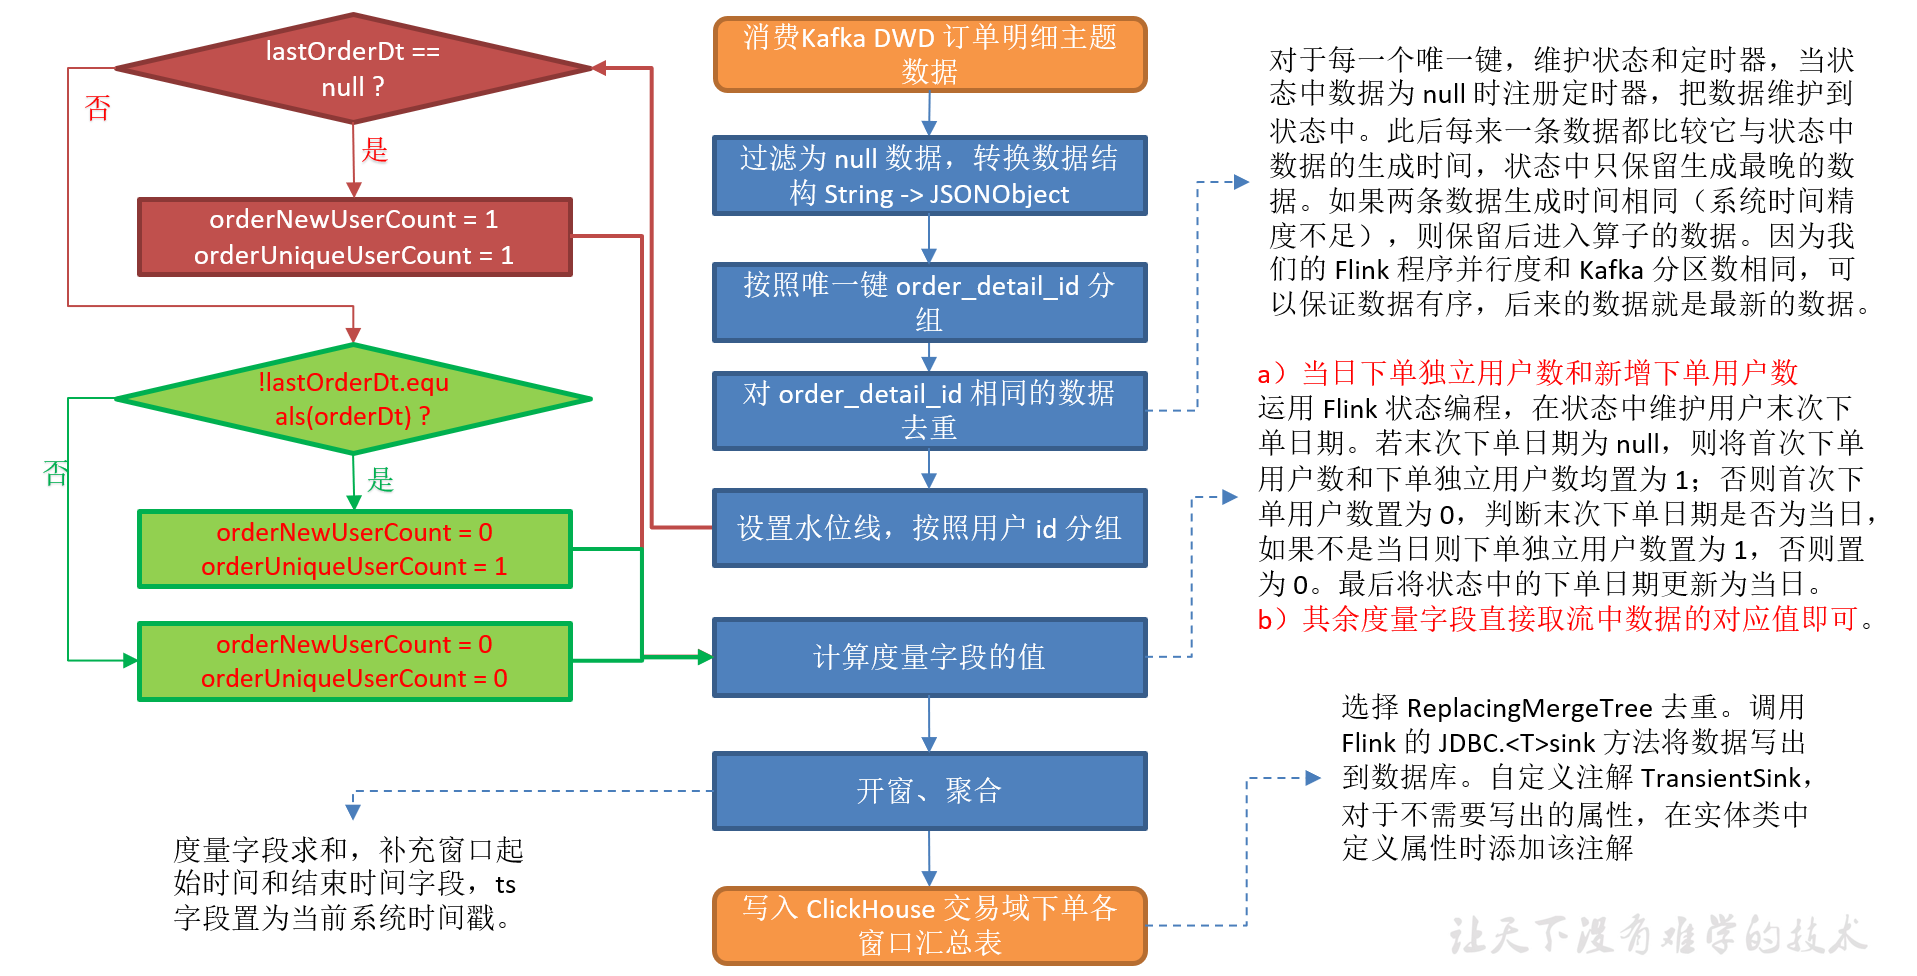 lastOrderDt ==
null ?
否
是
orderNewUserCount = 1
orderUniqueUserCount = 1
!lastOrderDt.equ
als(orderDt) ?
否
是
orderNewUserCount = 0
orderUniqueUserCount = 1
orderNewUserCount = 0
orderUniqueUserCount = 0
消费Kafka DWD 订单明细主题
数据
过滤为 null 数据，转换数据结
构 String -> JSONObject
按照唯一键 order_detail_id 分
组
对 order_detail_id 相同的数据
去重
设置水位线，按照用户 id 分组
计算度量字段的值
开窗、聚合
写入 ClickHouse 交易域下单各
窗口汇总表
度量字段求和，补充窗口起
始时间和结束时间字段，ts
字段置为当前系统时间戳。
对于每一个唯一键，维护状态和定时器，当状
态中数据为 null 时注册定时器，把数据维护到
状态中。此后每来一条数据都比较它与状态中
数据的生成时间，状态中只保留生成最晚的数
据。如果两条数据生成时间相同（系统时间精
度不足），则保留后进入算子的数据。因为我
们的 Flink 程序并行度和 Kafka 分区数相同，可
以保证数据有序，后来的数据就是最新的数据。
a）当日下单独立用户数和新增下单用户数
运用 Flink 状态编程，在状态中维护用户末次下
单日期。若末次下单日期为 null，则将首次下单
用户数和下单独立用户数均置为 1；否则首次下
单用户数置为 0，判断末次下单日期是否为当日，
如果不是当日则下单独立用户数置为 1，否则置
为 0。最后将状态中的下单日期更新为当日。
b）其余度量字段直接取流中数据的对应值即可。
选择 ReplacingMergeTree 去重。调用
Flink 的 JDBC.<T>sink 方法将数据写出
到数据库。自定义注解 TransientSink，
对于不需要写出的属性，在实体类中
定义属性时添加该注解
让天下没有难学的技术